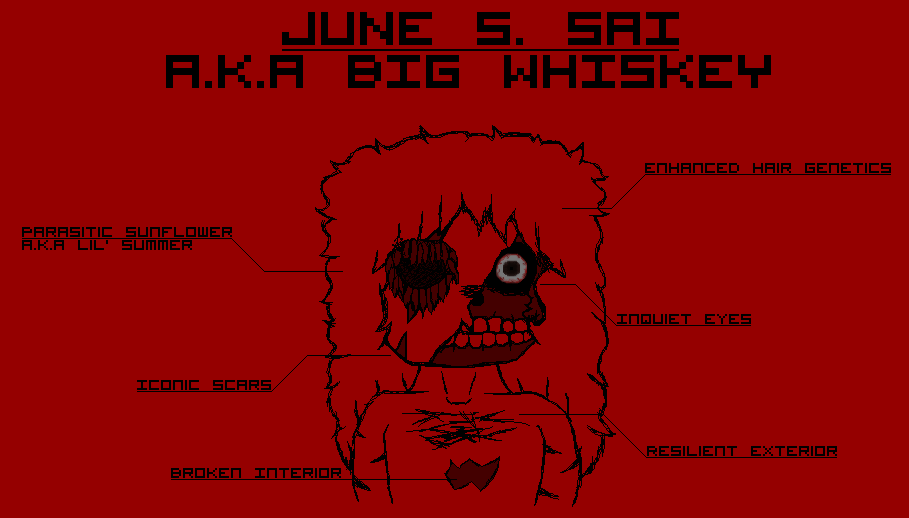 JUNE S. SAI
A.K.A BIG WHISKEY
ENHANCED HAIR GENETICS
PARASITIC SUNFLOWER
A.K.A LIL' SUMMER
INQUIET EYES
ICONIC SCARS
RESILIENT EXTERIOR
BROKEN INTERIOR